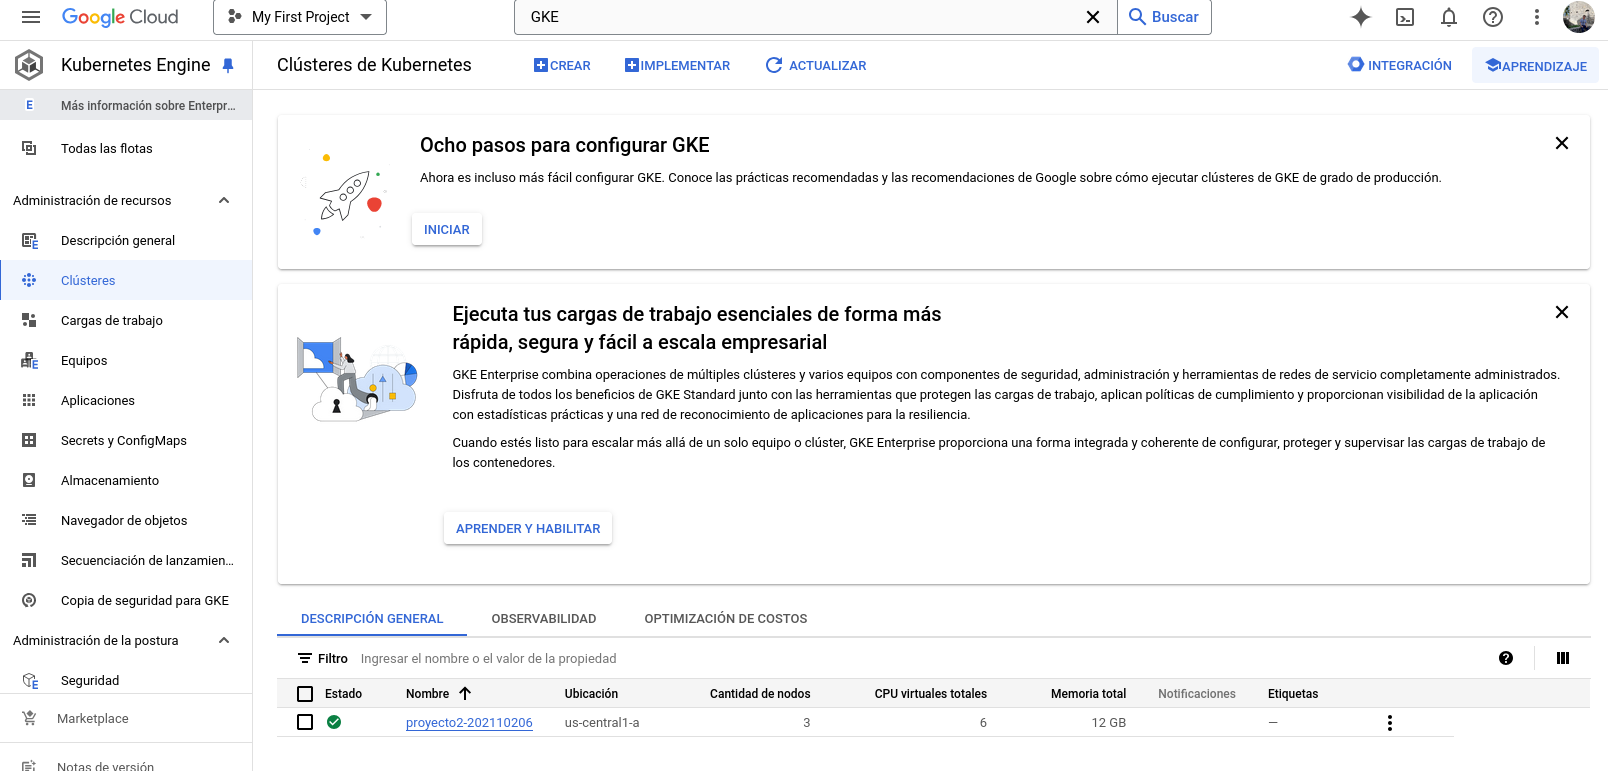 Google Cloud
My First Project
GKE
Buscar
Kubernetes Engine
Clústeres de Kubernetes
CREAR
IMPLEMENTAR
ACTUALIZAR
INTEGRACIÓN
APRENDIZAJE
E Más información sobre Enterpr...
Todas las flotas
Administración de recursos
Descripción general
Clústeres
Cargas de trabajo
Equipos
Aplicaciones
Secrets y ConfigMaps
Almacenamiento
Navegador de objetos
Secuenciación de lanzamien...
Copia de seguridad para GKE
Administración de la postura
Seguridad
Marketplace
Notas de versión
Ocho pasos para configurar GKE
Ahora es incluso más fácil configurar GKE. Conoce las prácticas recomendadas y las recomendaciones de Google sobre cómo ejecutar clústeres de GKE de grado de producción.
INICIAR
Ejecuta tus cargas de trabajo esenciales de forma más
rápida, segura y fácil a escala empresarial
GKE Enterprise combina operaciones de múltiples clústeres y varios equipos con componentes de seguridad, administración y herramientas de redes de servicio completamente administrados.
Disfruta de todos los beneficios de GKE Standard junto con las herramientas que protegen las cargas de trabajo, aplican políticas de cumplimiento y proporcionan visibilidad de la aplicación
con estadísticas prácticas y una red de reconocimiento de aplicaciones para la resiliencia.
Cuando estés listo para escalar más allá de un solo equipo o clúster, GKE Enterprise proporciona una forma integrada y coherente de configurar, proteger y supervisar las cargas de trabajo de
los contenedores.
APRENDER Y HABILITAR
DESCRIPCIÓN GENERAL OBSERVABILIDAD OPTIMIZACIÓN DE COSTOS
Filtro Ingresar el nombre o el valor de la propiedad
Estado Nombre Ubicación Cantidad de nodos CPU virtuales totales Memoria total Notificaciones Etiquetas
proyecto2-202110206 us-central1-a 3 6 12 GB —